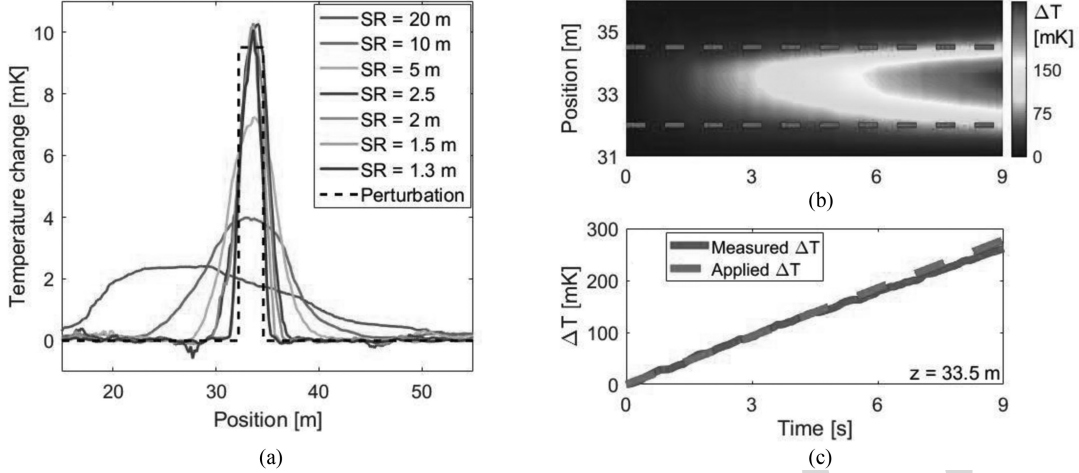 10
8
6
4
2
0
Temperature change [mK]
SR = 20 m
SR = 10 m
SR = 5 m
SR = 2.5
SR = 2 m
SR = 1.5 m
SR = 1.3 m
Perturbation
20
30
40
50
Position [m]
(a)
35
33
31
Position [m]
0
3
6
9
ΔT
[mK]
150
75
0
(b)
300
200
100
0
ΔT [mK]
Measured ΔT
Applied ΔT
z = 33.5 m
0
3
6
9
Time [s]
(c)